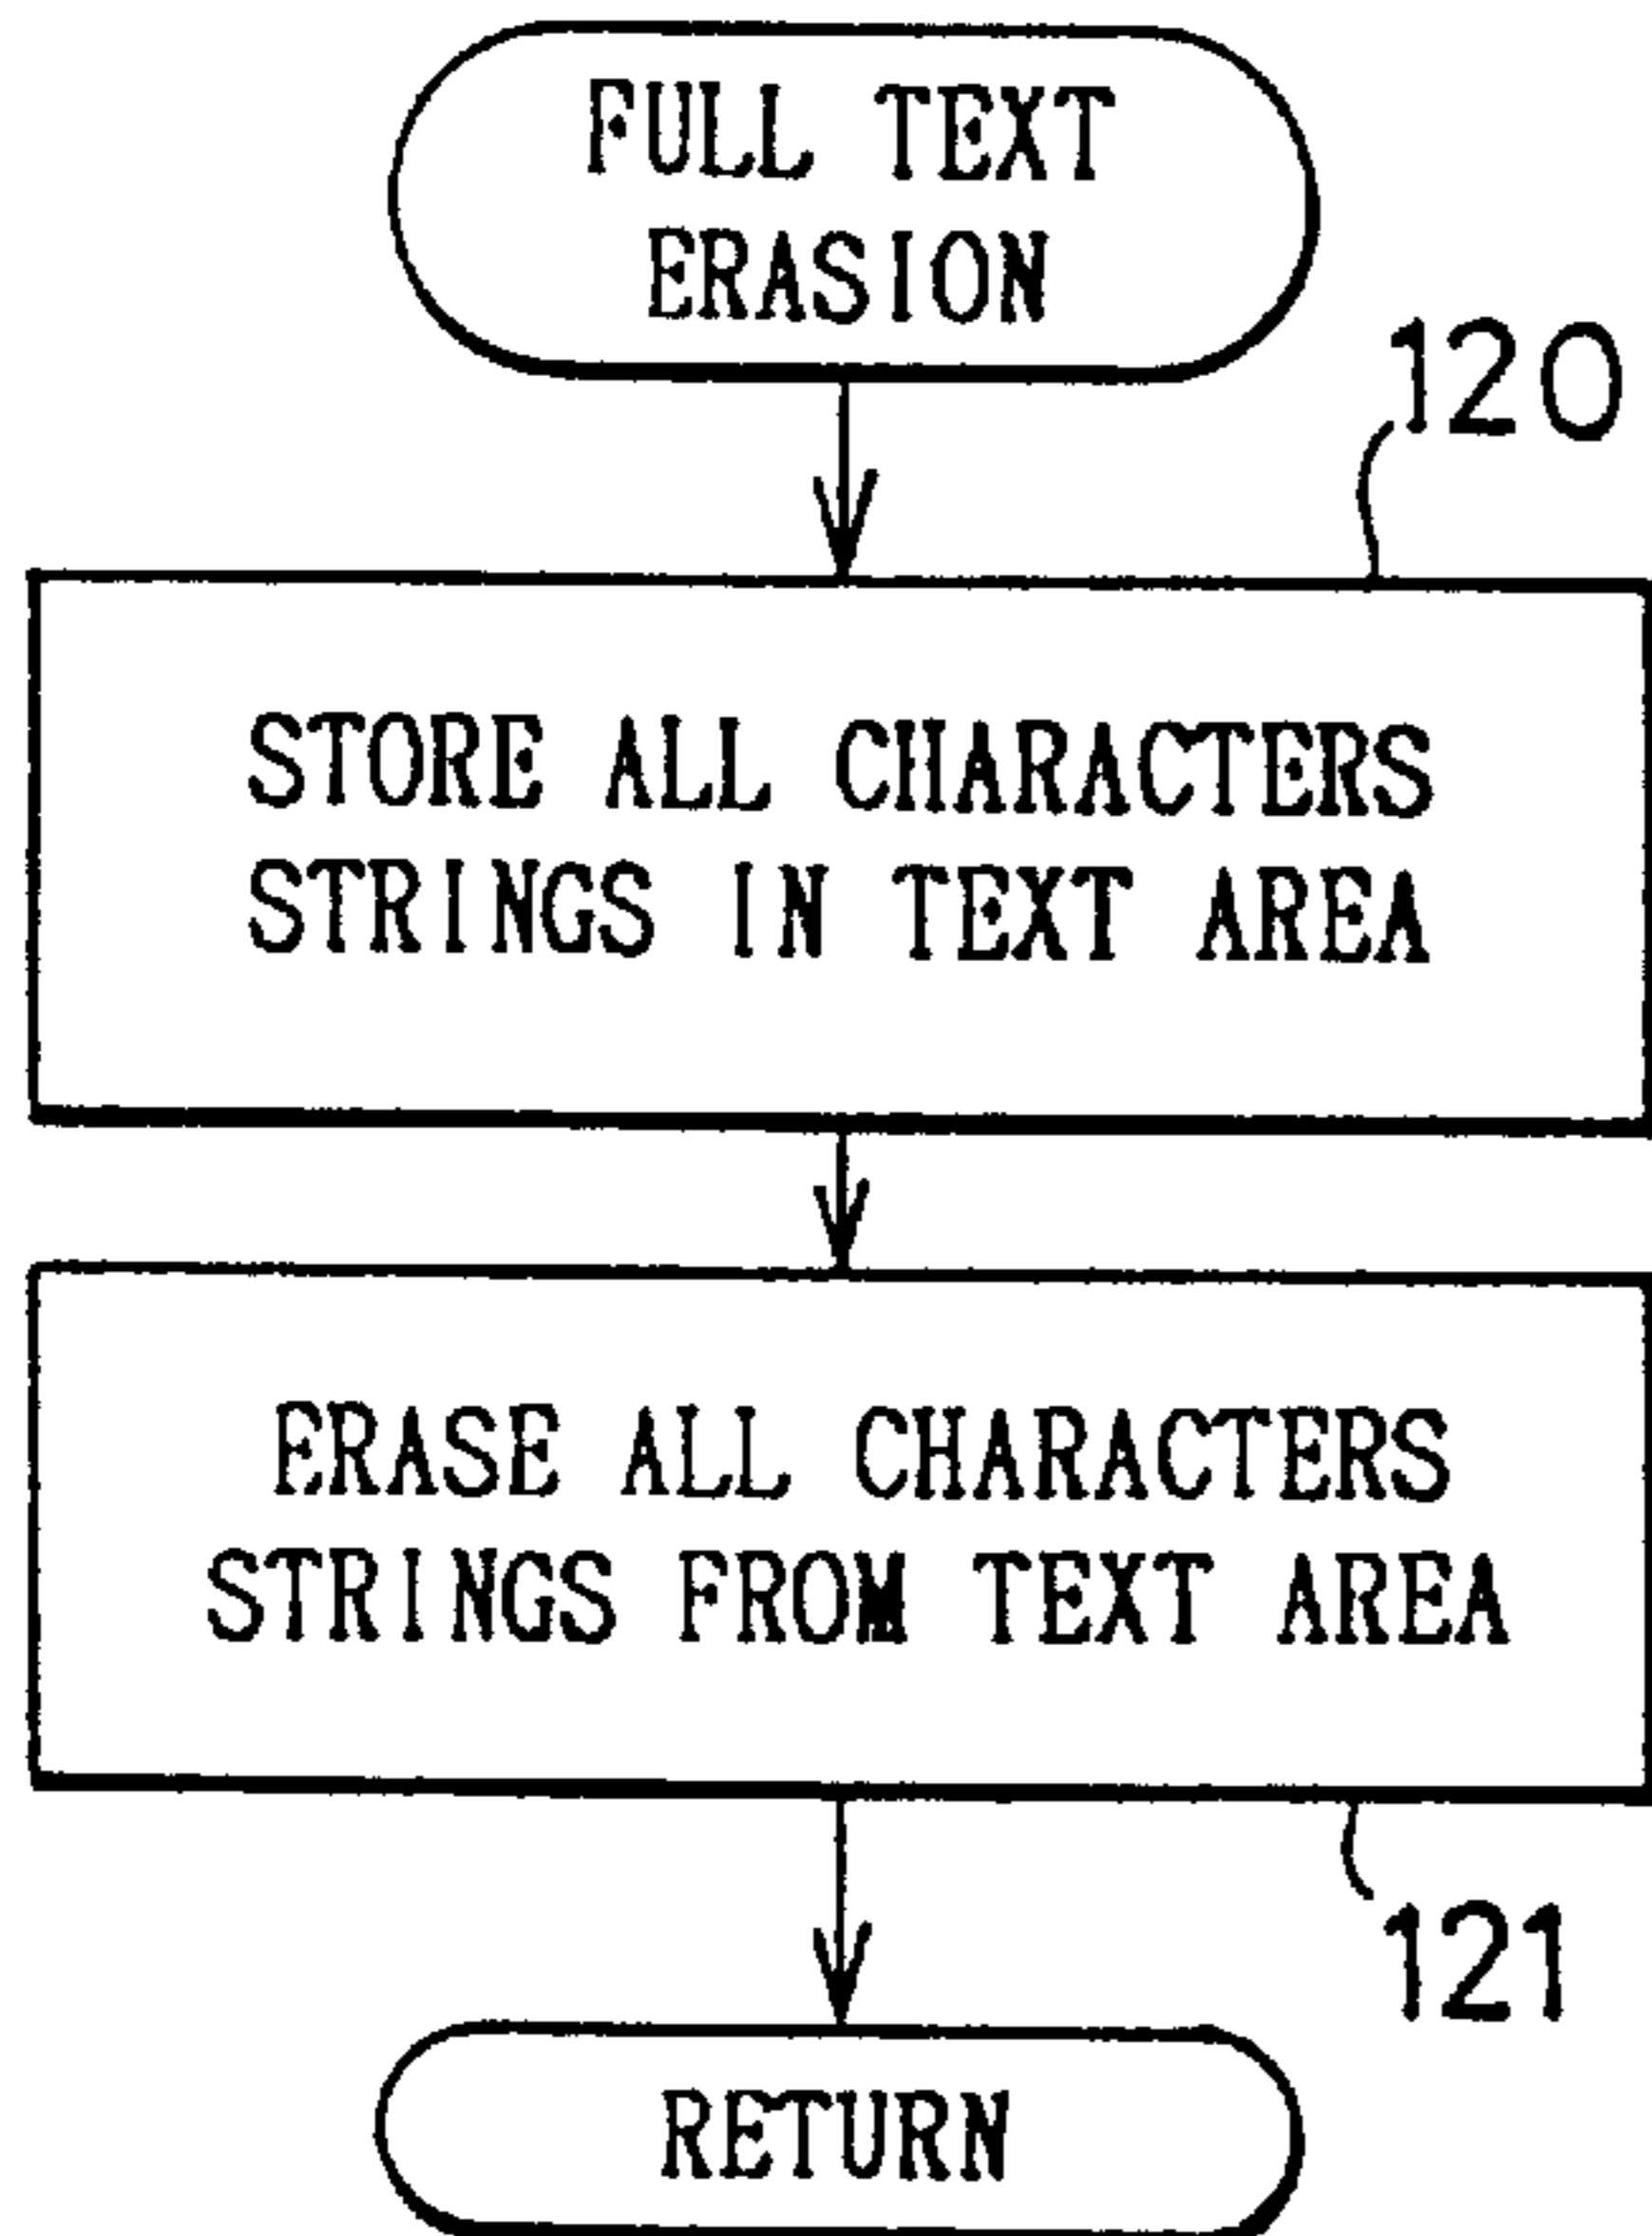 FULL TEXT
ERASION
120
STORE ALL CHARACTERS
STRINGS IN TEXT AREA
ERASE ALL CHARACTERS
STRINGS FROM TEXT AREA
121
RETURN